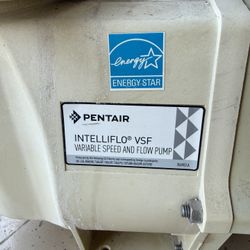 energy
ENERGY STAR
PENTAIR
INTELLIFLO® VSF
VARIABLE SPEED AND FLOW PUMP